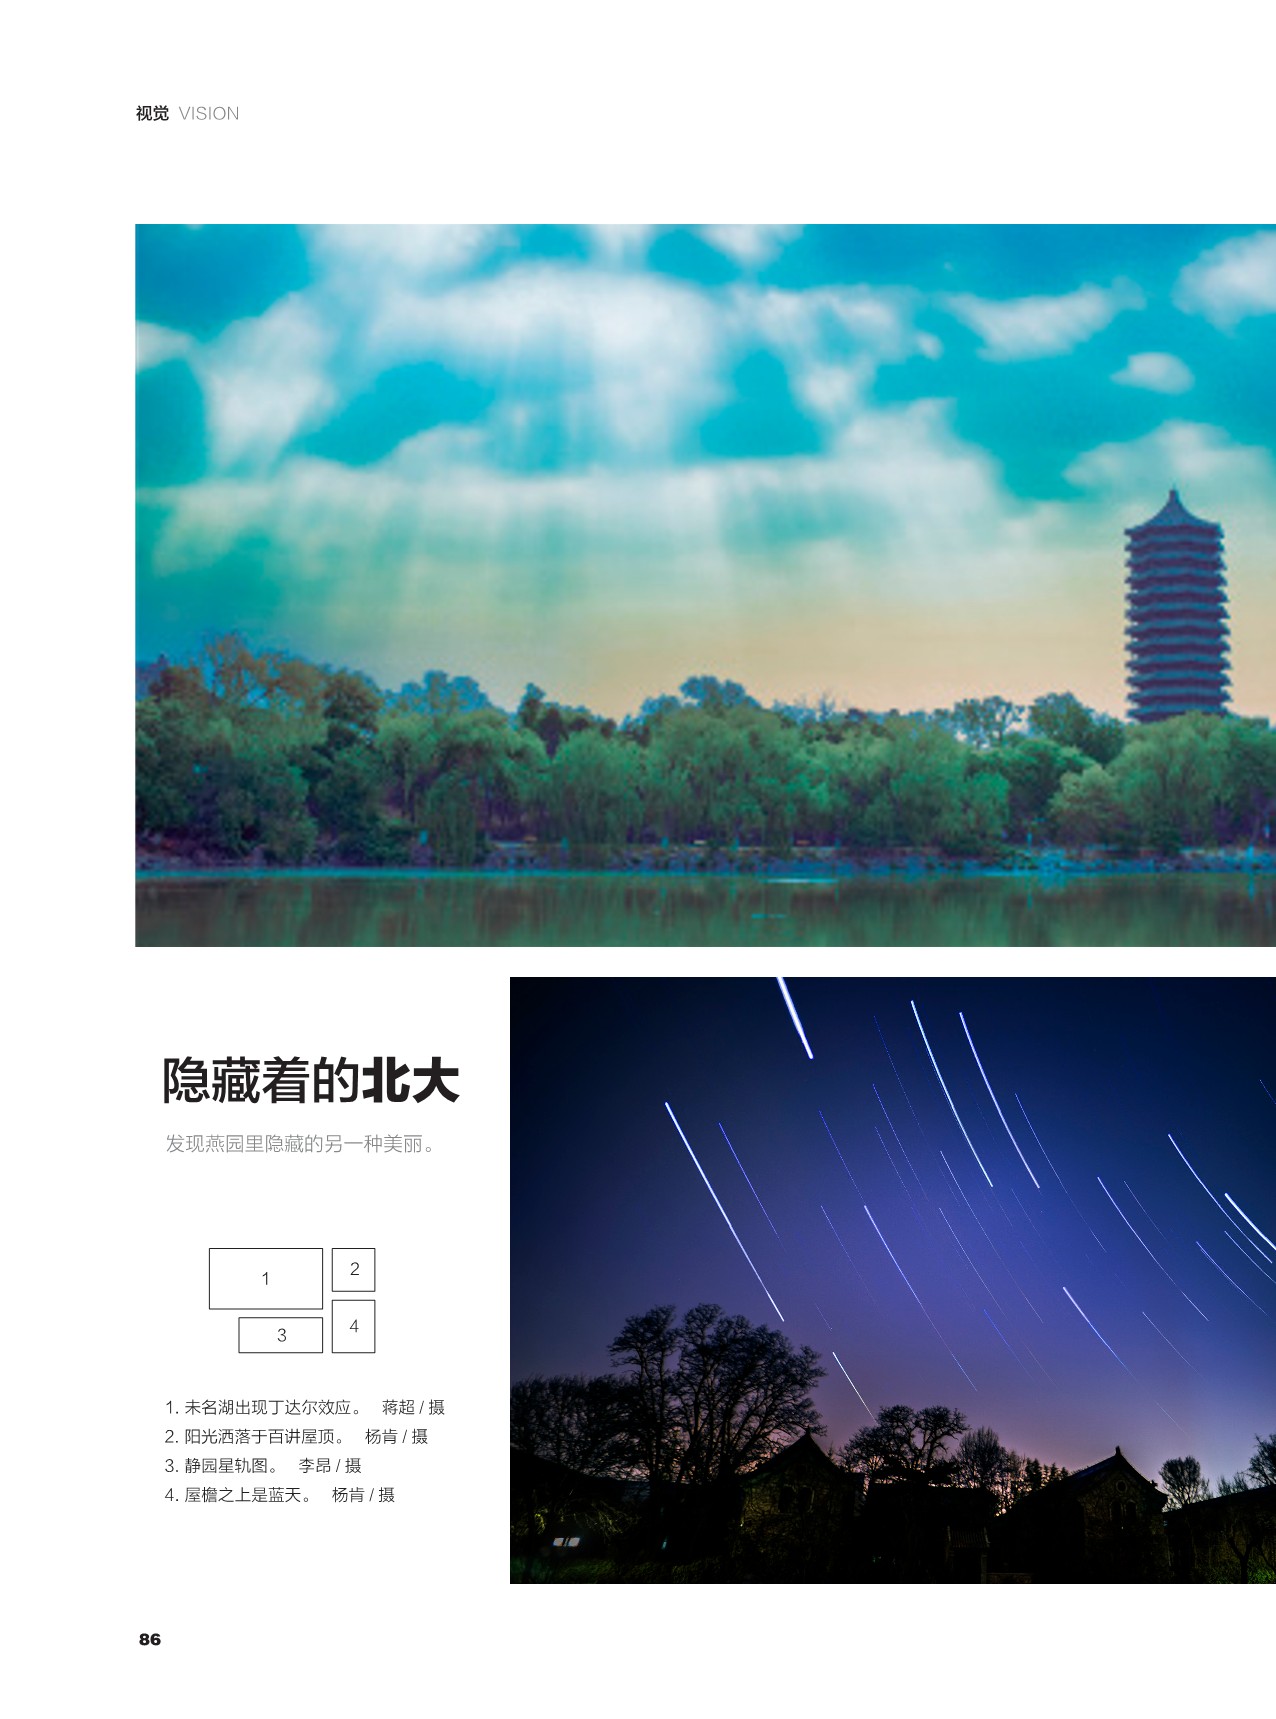 视觉 VISION
隐藏着的北大
发现燕园里隐藏的另一种美丽。
1
2
3
4
1. 未名湖出现丁达尔效应。 蒋超 / 摄
2. 阳光洒落于百讲屋顶。 杨肯 / 摄
3. 静园星轨图。 李昂 / 摄
4. 屋檐之上是蓝天。 杨肯 / 摄
86